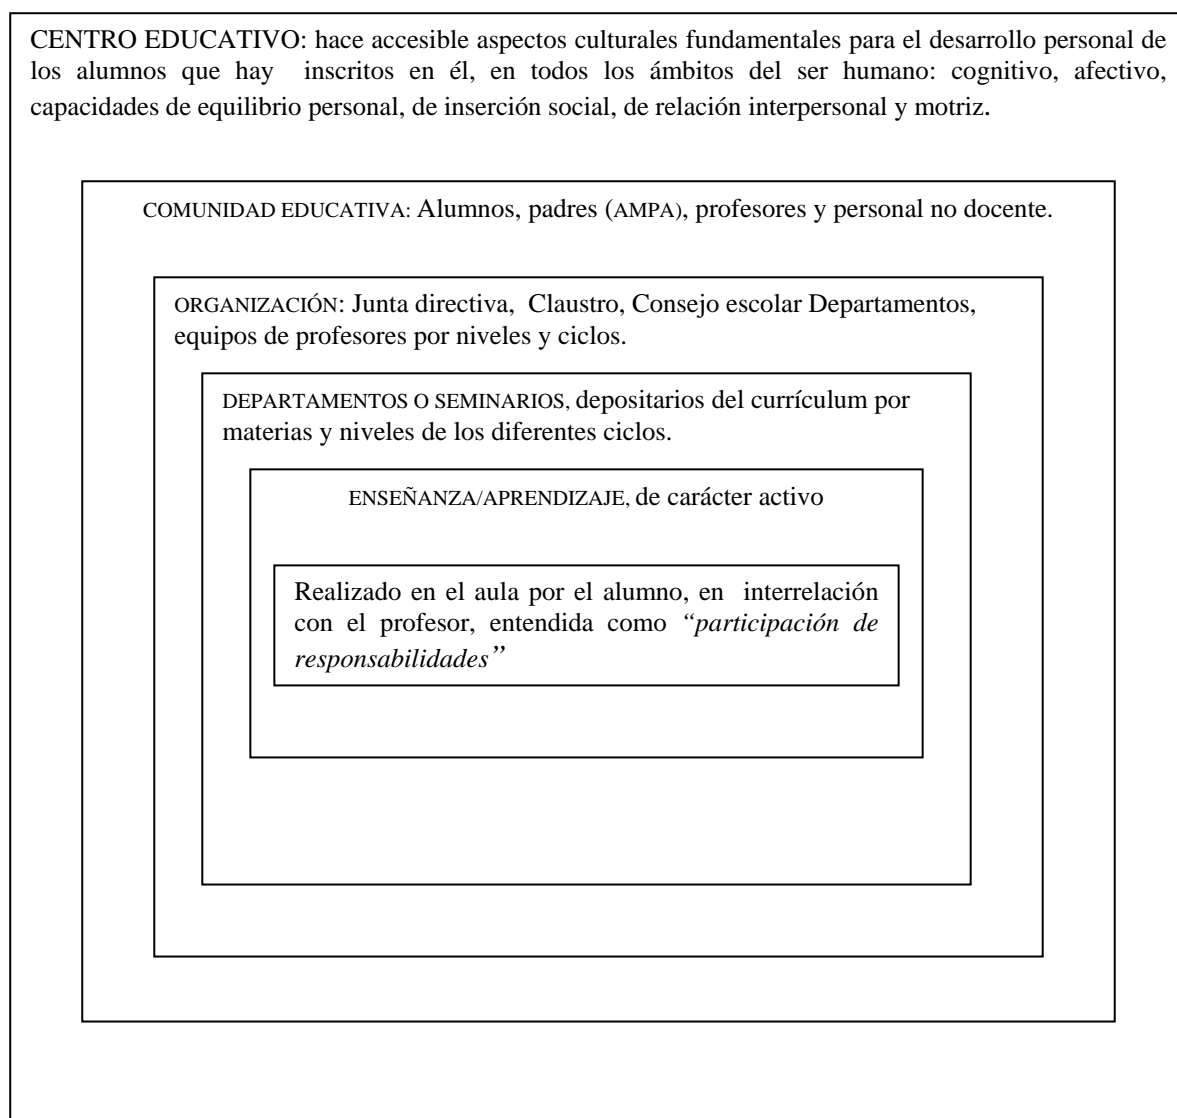 CENTRO EDUCATIVO: hace accesible aspectos culturales fundamentales para el desarrollo personal de
los alumnos que hay inscritos en él, en todos los ámbitos del ser humano: cognitivo, afectivo,
capacidades de equilibrio personal, de inserción social, de relación interpersonal y motriz.
COMUNIDAD EDUCATIVA: Alumnos, padres (AMPA), profesores y personal no docente.
ORGANIZACIÓN: Junta directiva, Claustro, Consejo escolar Departamentos,
equipos de profesores por niveles y ciclos.
DEPARTAMENTOS O SEMINARIOS, depositarios del currículum por
materias y niveles de los diferentes ciclos.
ENSEÑANZA/APRENDIZAJE, de carácter activo
Realizado en el aula por el alumno, en interrelación
con el profesor, entendida como “participación de
responsabilidades”